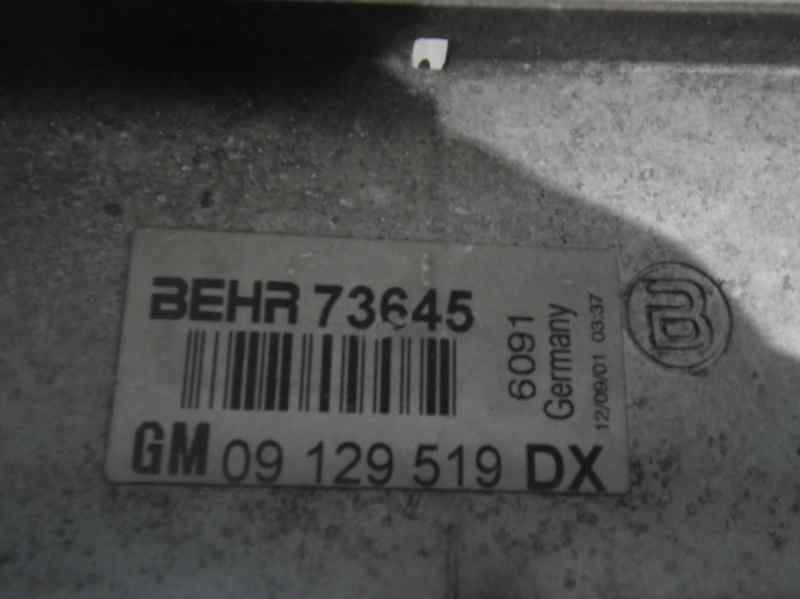 BEHR 73645
GM 09 129 519 DX
6091
Germany
12/09/01 03:37